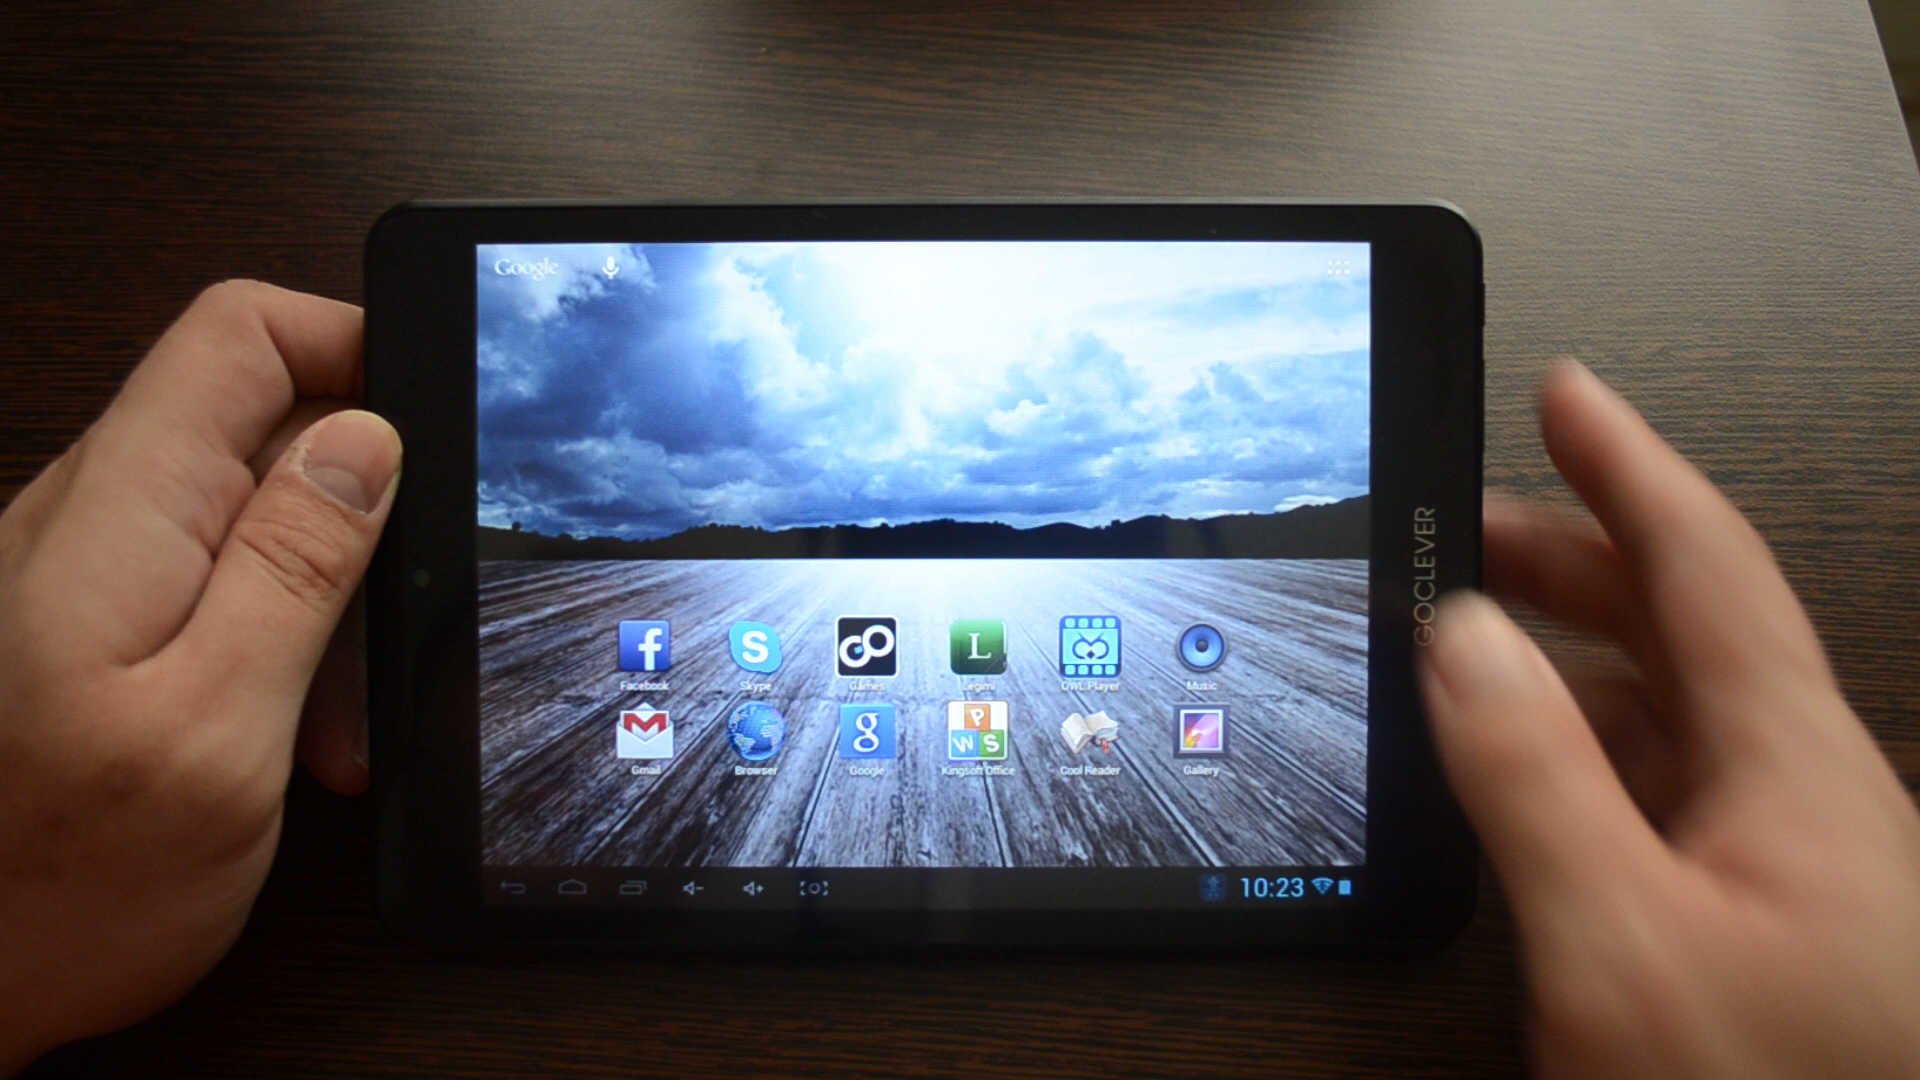 Google
GOCLEVER
Facebook
Skype
Games
Legimi
OWL Player
Music
Gmail
Browser
Google
Kingsoft Office
Cool Reader
Gallery
10:23